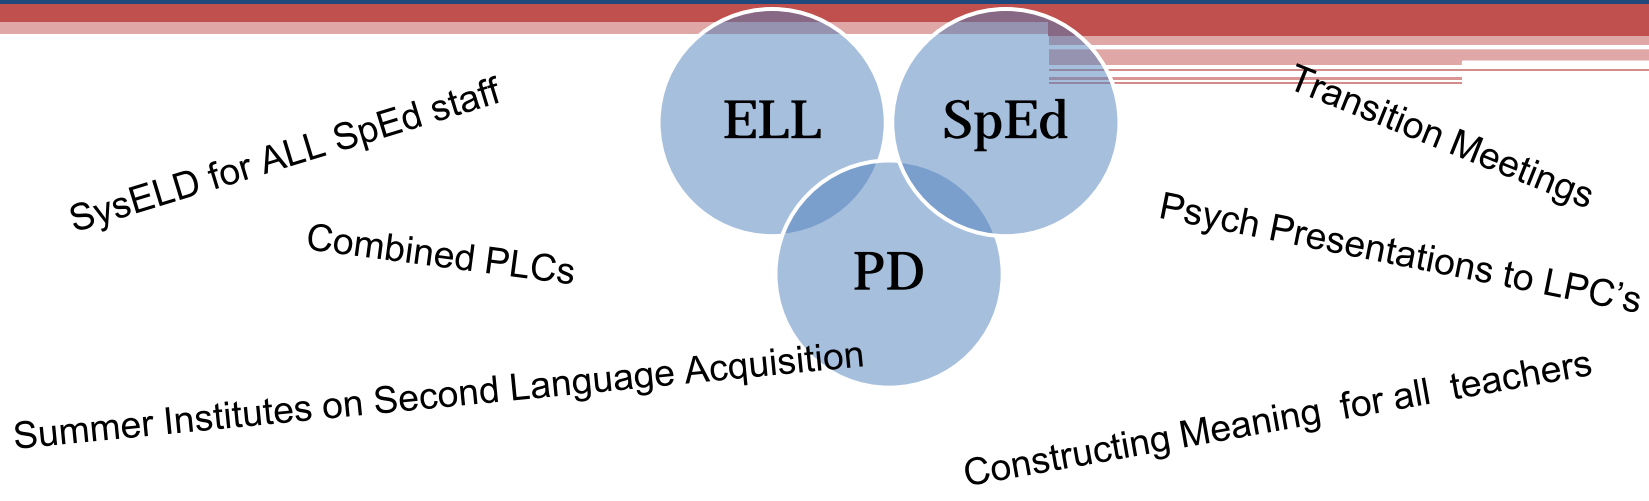 ELL
SpEd
PD
SysELD for ALL SpEd staff
Combined PLCs
Summer Institutes on Second Language Acquisition
Transition Meetings
Psych Presentations to LPC’s
Constructing Meaning  for all  teachers